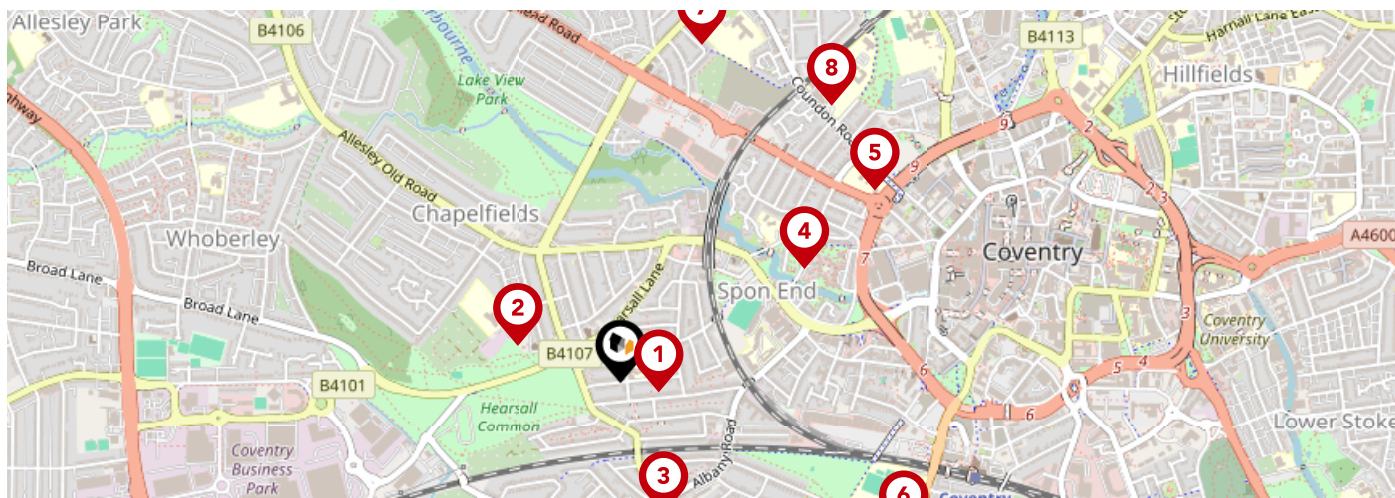 Allesley Park
B4106
Lake View
Park
7
8
Coundon Road
B4113
Harnall Lane East
Hillfields
Allesley Old Road
5
9
9
2
2
3
Chapelfields
Whoberley
4
7
Coventry
A4600
Broad Lane
Broad Lane
Spon End
2
B4107
1
B4101
3
Coventry
University
6
5
4
6
Hearsall
Common
Lower Stoke
Coventry
Business
Park
3
Albany Road
6
Coventry